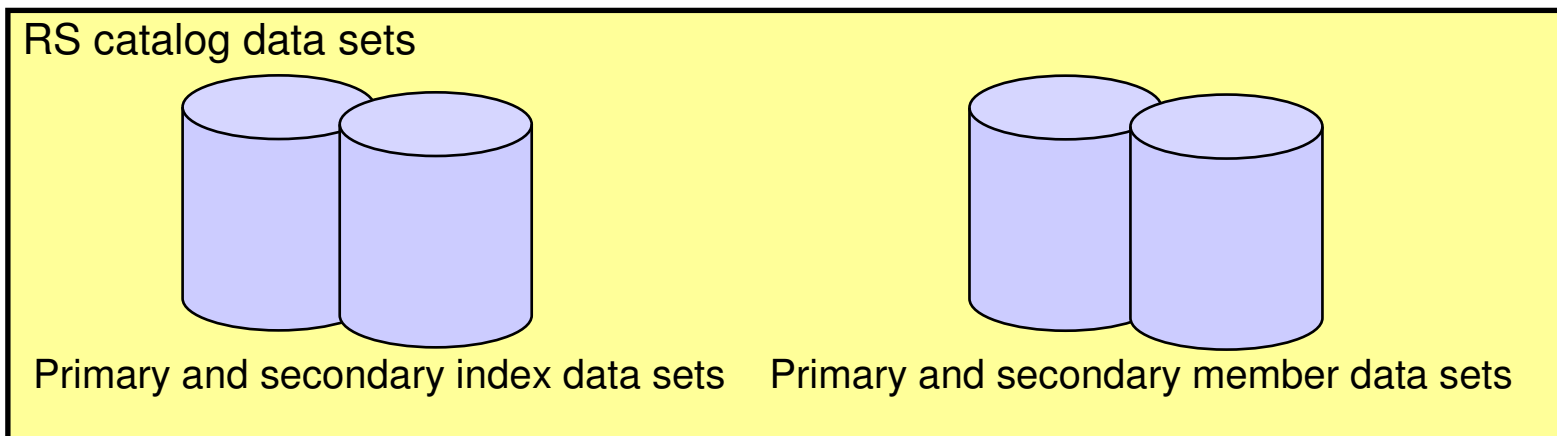 RS catalog data sets
Primary and secondary index data sets
Primary and secondary member data sets